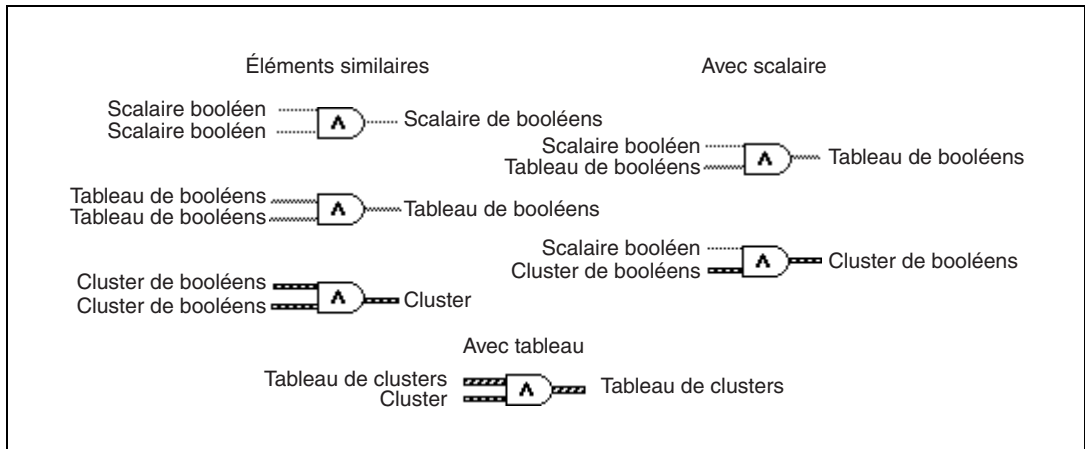 Éléments similaires
Avec scalaire
Scalaire booléen
Scalaire booléen
Λ
Scalaire de booléens
Scalaire booléen
Tableau de booléens
Λ
Tableau de booléens
Tableau de booléens
Tableau de booléens
Λ
Tableau de booléens
Scalaire booléen
Cluster de booléens
Λ
Cluster de booléens
Cluster de booléens
Cluster de booléens
Λ
Cluster
Avec tableau
Tableau de clusters
Cluster
Λ
Tableau de clusters